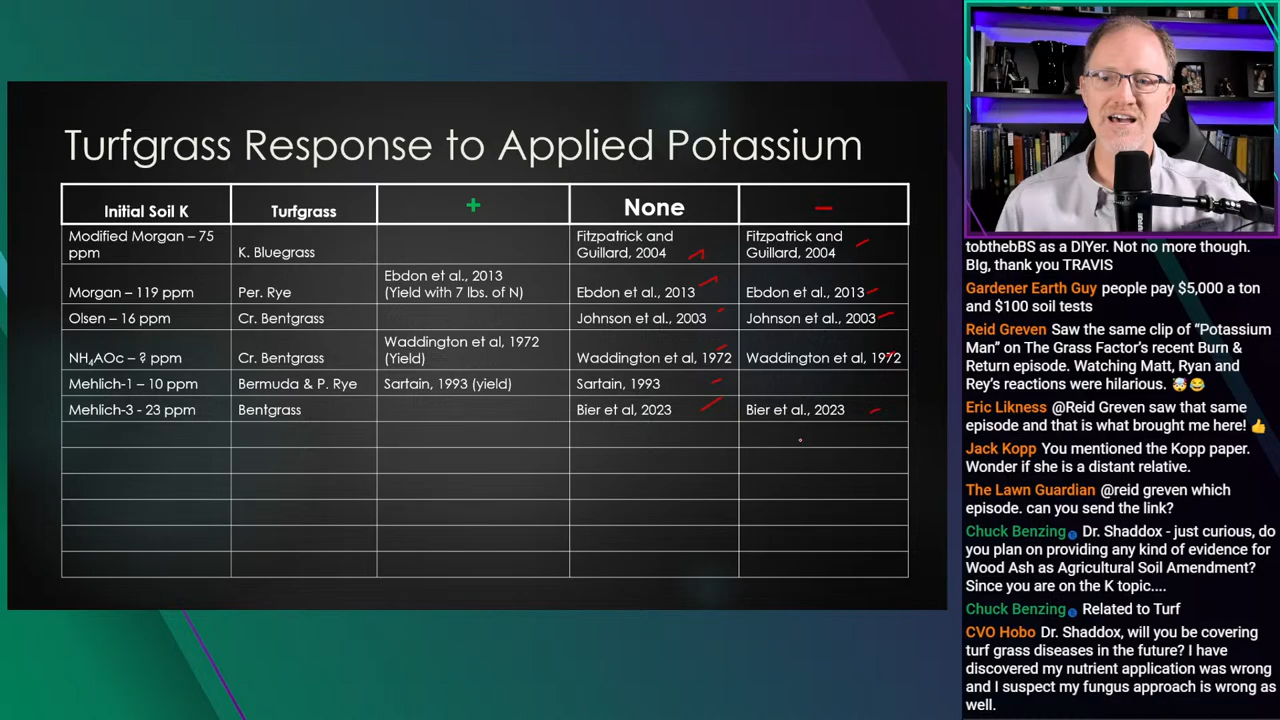 Turfgrass Response to Applied Potassium
Initial Soil K
Turfgrass
+
None
–
Modified Morgan – 75
ppm
K. Bluegrass
Fitzpatrick and
Guillard, 2004
Fitzpatrick and
Guillard, 2004
Morgan – 119 ppm
Per. Rye
Ebdon et al., 2013
(Yield with 7 lbs. of N)
Ebdon et al., 2013
Ebdon et al., 2013
Olsen – 16 ppm
Cr. Bentgrass
Johnson et al., 2003
Johnson et al., 2003
NH₄AOc – ? ppm
Cr. Bentgrass
Waddington et al, 1972
(Yield)
Waddington et al, 1972
Waddington et al, 1972
Mehlich-1 – 10 ppm
Bermuda & P. Rye
Sartain, 1993 (yield)
Sartain, 1993
Mehlich-3 - 23 ppm
Bentgrass
Bier et al, 2023
Bier et al., 2023
tobthebBS as a DIYer. Not no more though.
BIg, thank you TRAVIS
Gardener Earth Guy people pay $5,000 a ton
and $100 soil tests
Reid Greven Saw the same clip of “Potassium
Man” on The Grass Factor’s recent Burn &
Return episode. Watching Matt, Ryan and
Rey’s reactions were hilarious. 🤯😂
Eric Likness @Reid Greven saw that same
episode and that is what brought me here! 👍
Jack Kopp You mentioned the Kopp paper.
Wonder if she is a distant relative.
The Lawn Guardian @reid greven which
episode. can you send the link?
Chuck Benzing Dr. Shaddox - just curious, do
you plan on providing any kind of evidence for
Wood Ash as Agricultural Soil Amendment?
Since you are on the K topic....
Chuck Benzing Related to Turf
CVO Hobo Dr. Shaddox, will you be covering
turf grass diseases in the future? I have
discovered my nutrient application was wrong
and I suspect my fungus approach is wrong as
well.